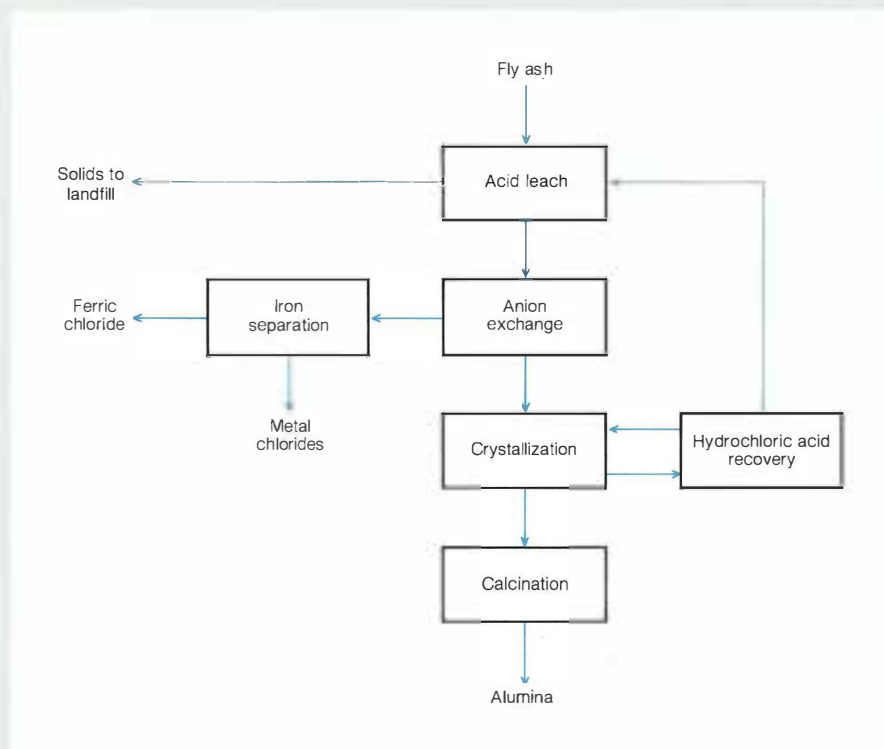 Fly ash
Acid leach
Solids to
landfill
Anion
exchange
Iron
separation
Ferric
chloride
Metal
chlorides
Crystallization
Hydrochloric acid
recovery
Calcination
Alumina